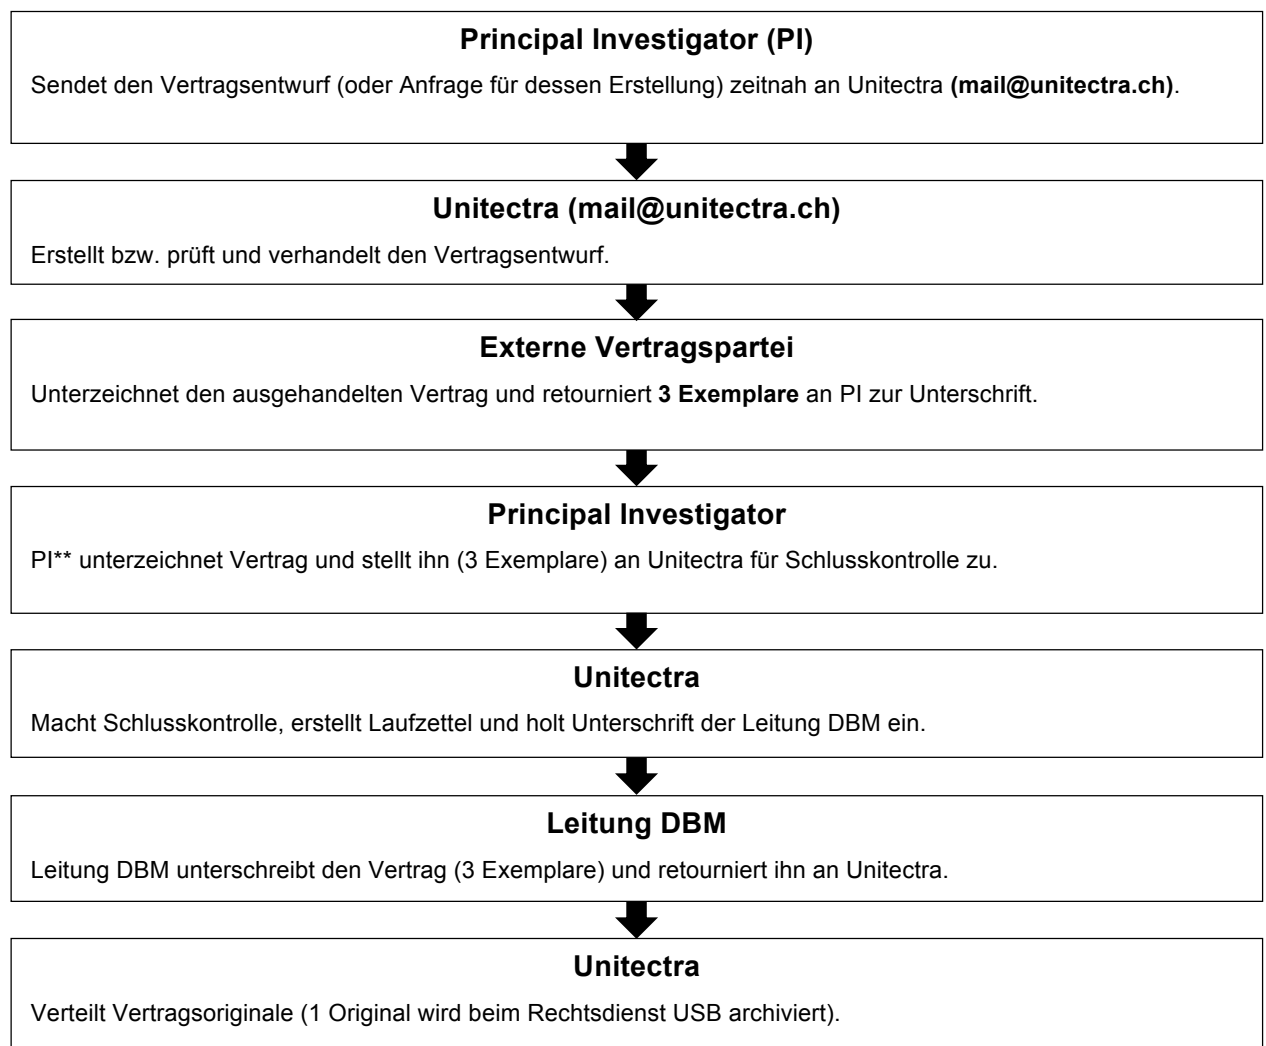 Principal Investigator (PI)
Sendet den Vertragsentwurf (oder Anfrage für dessen Erstellung) zeitnah an Unitectra (mail@unitectra.ch).
Unitectra (mail@unitectra.ch)
Erstellt bzw. prüft und verhandelt den Vertragsentwurf.
Externe Vertragspartei
Unterzeichnet den ausgehandelten Vertrag und retourniert 3 Exemplare an PI zur Unterschrift.
Principal Investigator
PI** unterzeichnet Vertrag und stellt ihn (3 Exemplare) an Unitectra für Schlusskontrolle zu.
Unitectra
Macht Schlusskontrolle, erstellt Laufzettel und holt Unterschrift der Leitung DBM ein.
Leitung DBM
Leitung DBM unterschreibt den Vertrag (3 Exemplare) und retourniert ihn an Unitectra.
Unitectra
Verteilt Vertragsoriginale (1 Original wird beim Rechtsdienst USB archiviert).